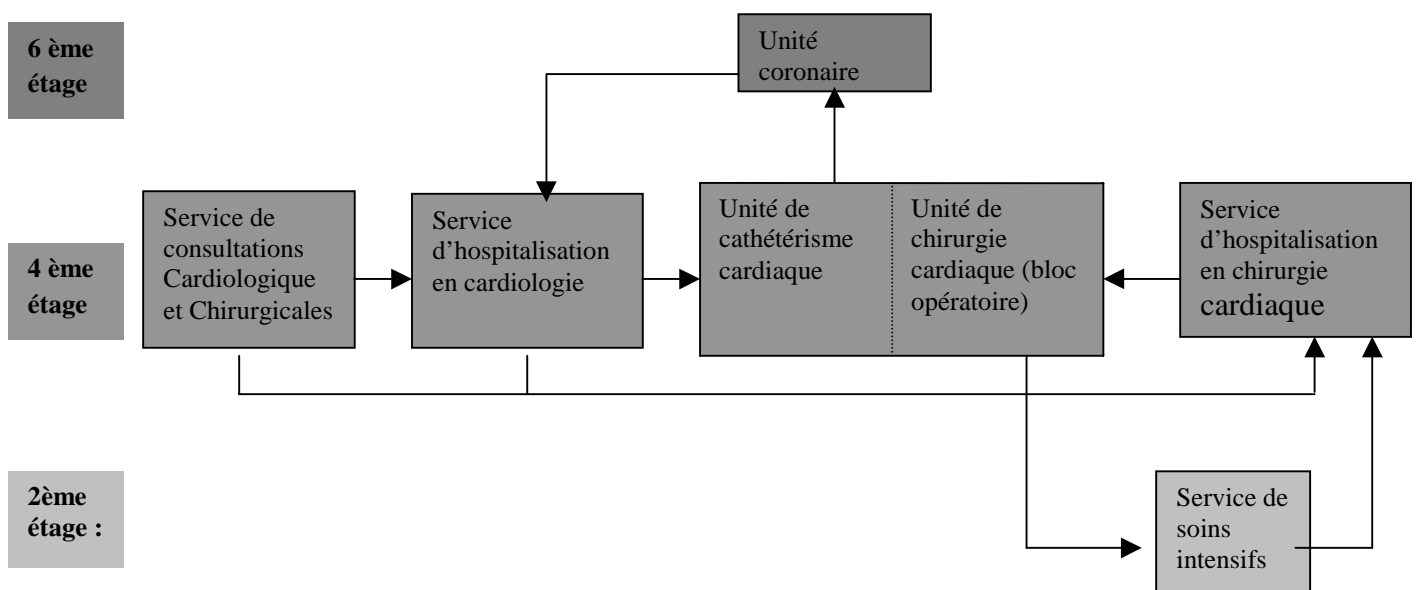 6 ème
étage
Unité
coronaire
Service de
consultations
Cardiologique
et Chirurgicales
Service
d’hospitalisation
en cardiologie
Unité de
cathétérisme
cardiaque
Unité de
chirurgie
cardiaque (bloc
opératoire)
Service
d’hospitalisation
en chirurgie
cardiaque
4 ème
étage
2ème
étage :
Service de
soins
intensifs